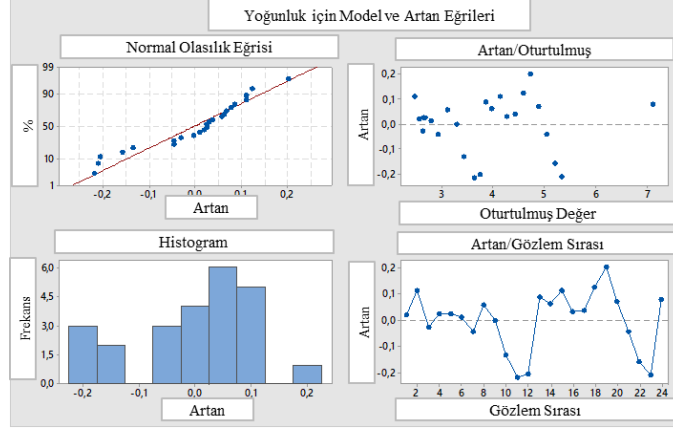 Yoğunluk için Model ve Artan Eğrileri
Normal Olasılık Eğrisi
99
90
50
10
1
%
-0,2 -0,1 0,0 0,1 0,2
Artan
Artan/Oturtulmuş
0,2
0,1
0,0
-0,1
-0,2
Artan
3 4 5 6 7
Oturtulmuş Değer
Histogram
6,0
4,5
3,0
1,5
0,0
Frekans
-0,2 -0,1 0,0 0,1 0,2
Artan
Artan/Gözlem Sırası
0,2
0,1
0,0
-0,1
-0,2
Artan
2 4 6 8 10 12 14 16 18 20 22 24
Gözlem Sırası